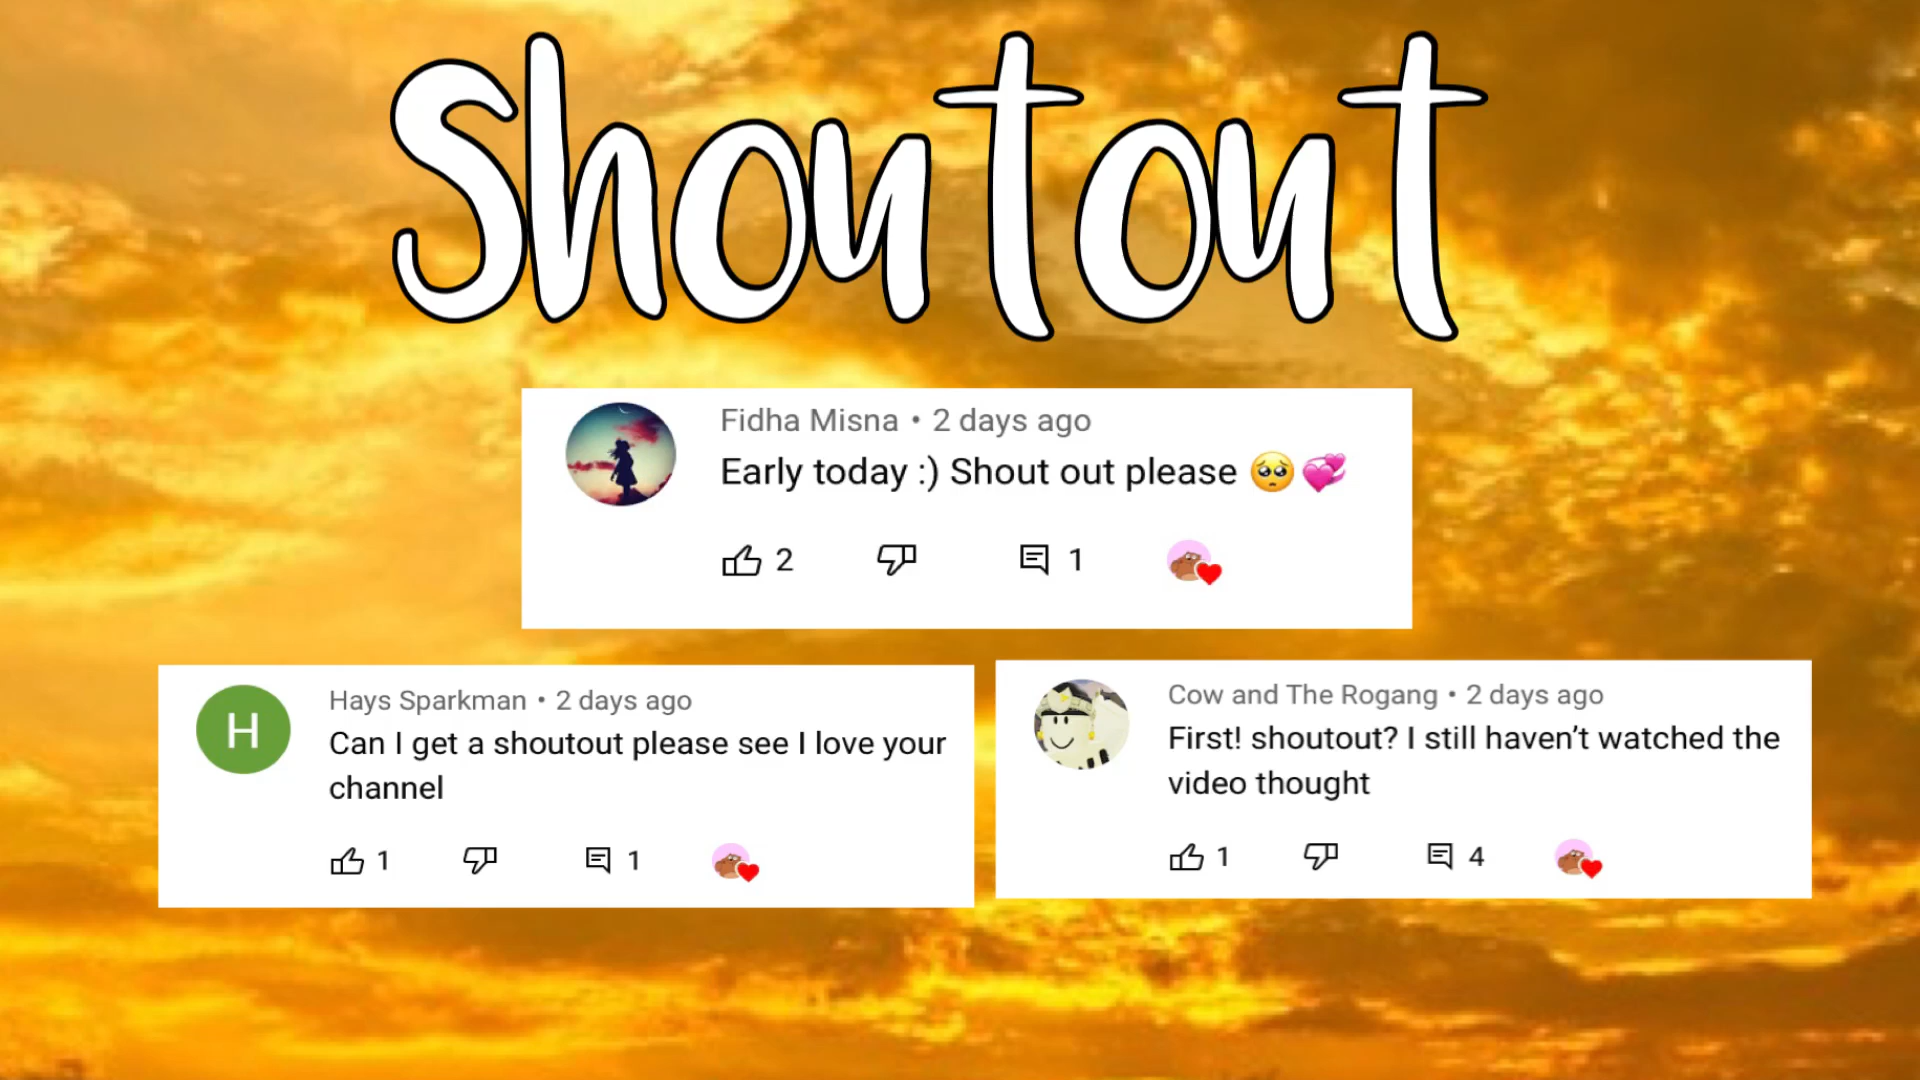 Shoutout
Fidha Misna • 2 days ago
Early today :) Shout out please 🥺💞
2 1
Hays Sparkman • 2 days ago
Can I get a shoutout please see I love your
channel
1 1
H
Cow and The Rogang • 2 days ago
First! shoutout? I still haven't watched the
video thought
1 4